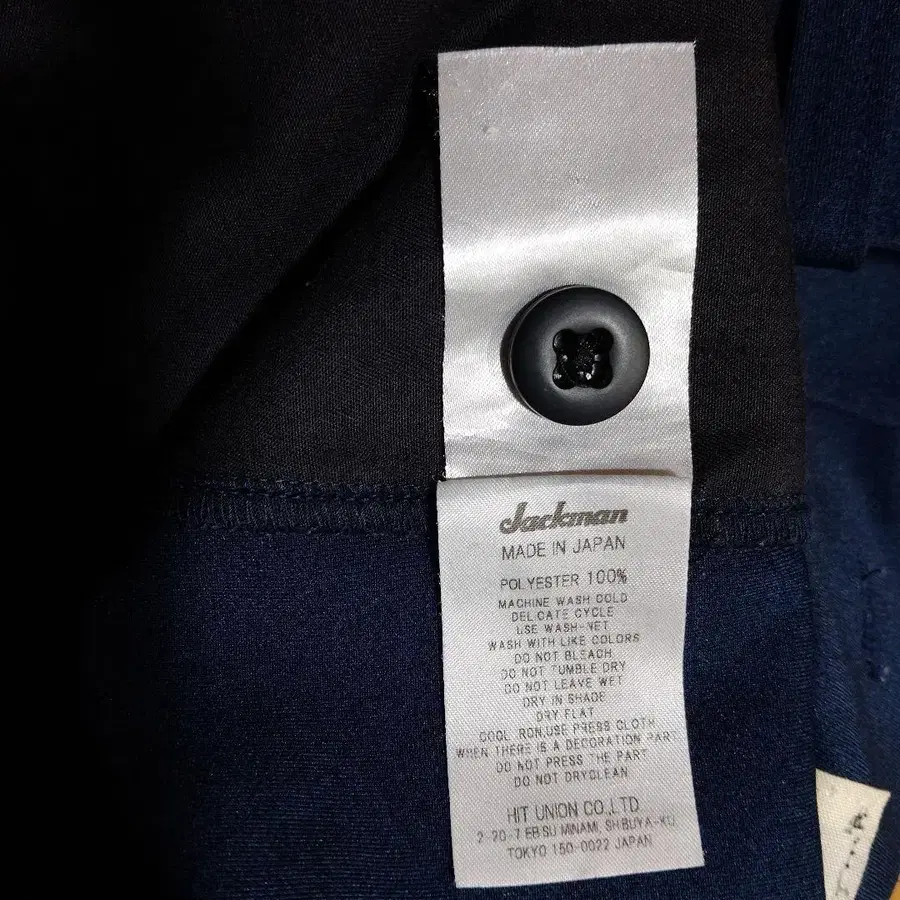 Jackman
MADE IN JAPAN
POLYESTER 100%
MACHINE WASH COLD
DELICATE CYCLE
USE WASH-NET
WASH WITH LIKE COLORS
DO NOT BLEACH
DO NOT TUMBLE DRY
DO NOT LEAVE WET
DRY IN SHADE
DRY FLAT
COOL IRON,USE PRESS CLOTH
WHEN THERE IS A DECORATION PART
DO NOT PRESS THE PART
DO NOT DRYCLEAN
HIT UNION CO.,LTD.
2-20-7 EBISU MINAMI, SHIBUYA-KU,
TOKYO 150-0022 JAPAN